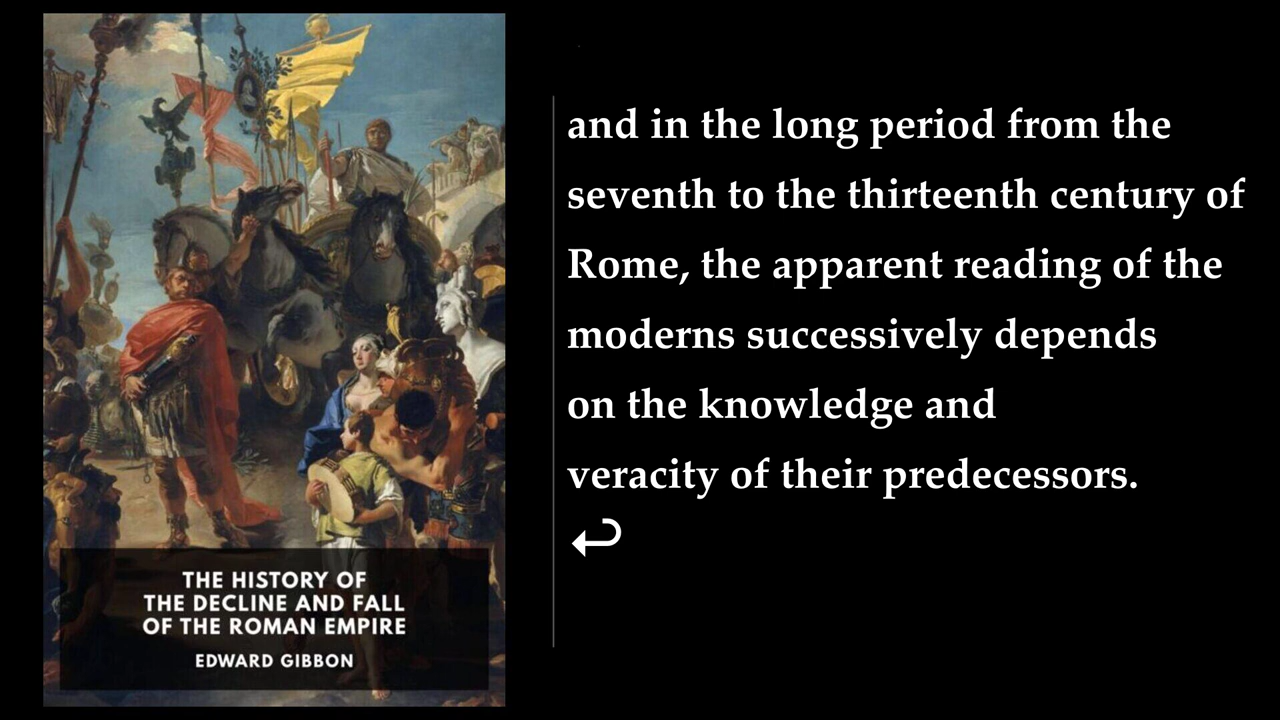 THE HISTORY OF
THE DECLINE AND FALL
OF THE ROMAN EMPIRE
EDWARD GIBBON
and in the long period from the
seventh to the thirteenth century of
Rome, the apparent reading of the
moderns successively depends
on the knowledge and
veracity of their predecessors.
↩